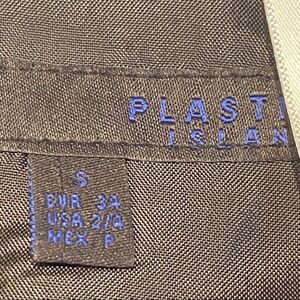 PLASTI
ISLAN
S
EUR 34
USA 2/4
MEX P